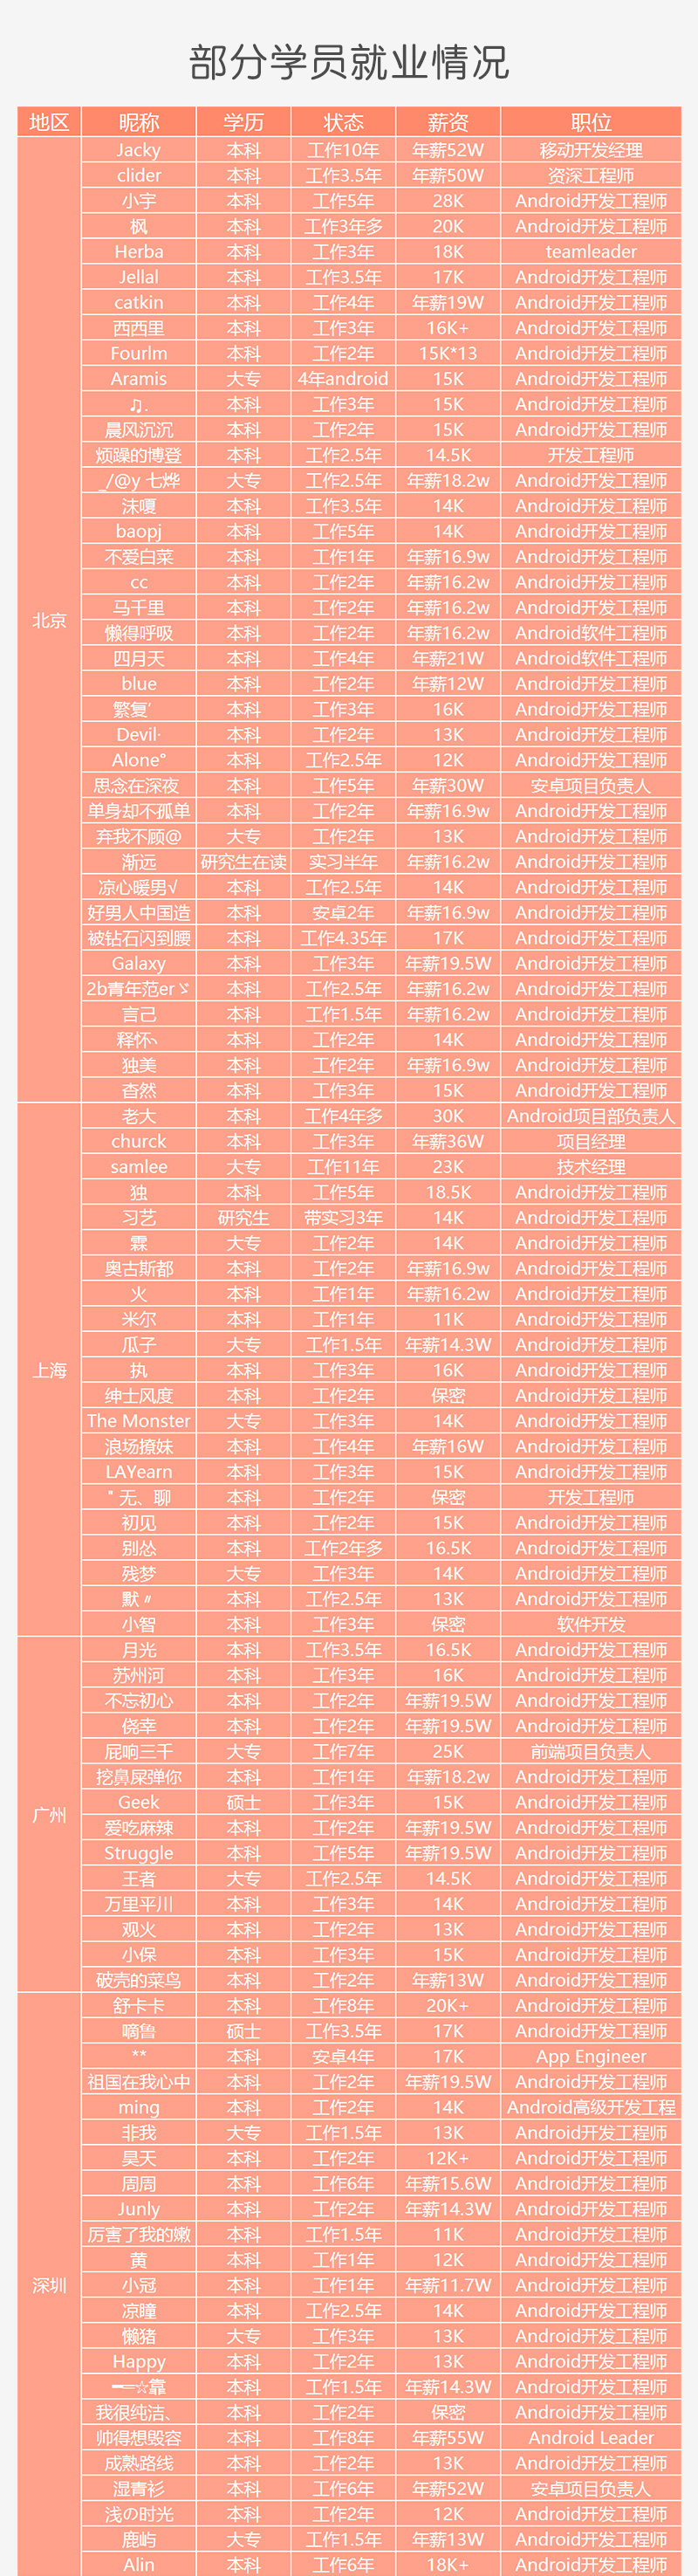 部分学员就业情况
地区 昵称 学历 状态 薪资 职位
北京
Jacky 本科 工作10年 年薪52W 移动开发经理
clider 本科 工作3.5年 年薪50W 资深工程师
小宇 本科 工作5年 28K Android开发工程师
枫 本科 工作3年多 20K Android开发工程师
Herba 本科 工作3年 18K teamleader
Jellal 本科 工作3.5年 17K Android开发工程师
catkin 本科 工作4年 年薪19W Android开发工程师
西西里 本科 工作3年 16K+ Android开发工程师
Fourlm 本科 工作2年 15K*13 Android开发工程师
Aramis 大专 4年android 15K Android开发工程师
♫. 本科 工作3年 15K Android开发工程师
晨风沉沉 本科 工作2年 15K Android开发工程师
烦躁的博登 本科 工作2.5年 14.5K 开发工程师
_/@y 七烨 大专 工作2.5年 年薪18.2w Android开发工程师
沫嗄 本科 工作3.5年 14K Android开发工程师
baopj 本科 工作5年 14K Android开发工程师
不爱白菜 本科 工作1年 年薪16.9w Android开发工程师
cc 本科 工作2年 年薪16.2w Android开发工程师
马千里 本科 工作2年 年薪16.2w Android开发工程师
懒得呼吸 本科 工作2年 年薪16.2w Android软件工程师
四月天 本科 工作4年 年薪21W Android软件工程师
blue 本科 工作2年 年薪12W Android开发工程师
繁复′ 本科 工作3年 16K Android开发工程师
Devil· 本科 工作2年 13K Android开发工程师
Alone° 本科 工作2.5年 12K Android开发工程师
思念在深夜 本科 工作5年 年薪30W 安卓项目负责人
单身却不孤单 本科 工作2年 年薪16.9w Android开发工程师
弃我不顾@ 大专 工作2年 13K Android开发工程师
渐远 研究生在读 实习半年 年薪16.2w Android开发工程师
凉心暖男√ 本科 工作2.5年 14K Android开发工程师
好男人中国造 本科 安卓2年 年薪16.9w Android开发工程师
被钻石闪到腰 本科 工作4.35年 17K Android开发工程师
Galaxy 本科 工作3年 年薪19.5W Android开发工程师
2b青年范erゞ 本科 工作2.5年 年薪16.2w Android开发工程师
言己 本科 工作1.5年 年薪16.2w Android开发工程师
释怀ヽ 本科 工作2年 14K Android开发工程师
独美 本科 工作2年 年薪16.9w Android开发工程师
杳然 本科 工作3年 15K Android开发工程师
上海
老大 本科 工作4年多 30K Android项目部负责人
churck 本科 工作3年 年薪36W 项目经理
samlee 大专 工作11年 23K 技术经理
独 本科 工作5年 18.5K Android开发工程师
习艺 研究生 带实习3年 14K Android开发工程师
霖 大专 工作2年 14K Android开发工程师
奥古斯都 本科 工作2年 年薪16.9w Android开发工程师
火 本科 工作1年 年薪16.2w Android开发工程师
米尔 本科 工作1年 11K Android开发工程师
瓜子 大专 工作1.5年 年薪14.3W Android开发工程师
执 本科 工作3年 16K Android开发工程师
绅士风度 本科 工作2年 保密 Android开发工程师
The Monster 大专 工作3年 14K Android开发工程师
浪场撩妹 本科 工作4年 年薪16W Android开发工程师
LAYearn 本科 工作3年 15K Android开发工程师
" 无、聊 本科 工作2年 保密 开发工程师
初见 本科 工作2年 15K Android开发工程师
别怂 本科 工作2年多 16.5K Android开发工程师
残梦 大专 工作3年 14K Android开发工程师
默〃 本科 工作2.5年 13K Android开发工程师
小智 本科 工作3年 保密 软件开发
广州
月光 本科 工作3.5年 16.5K Android开发工程师
苏州河 本科 工作3年 16K Android开发工程师
不忘初心 本科 工作2年 年薪19.5W Android开发工程师
侥幸 本科 工作2年 年薪19.5W Android开发工程师
屁响三千 大专 工作7年 25K 前端项目负责人
挖鼻屎弹你 本科 工作1年 年薪18.2w Android开发工程师
Geek 硕士 工作3年 15K Android开发工程师
爱吃麻辣 本科 工作2年 年薪19.5W Android开发工程师
Struggle 本科 工作5年 年薪19.5W Android开发工程师
王者 大专 工作2.5年 14.5K Android开发工程师
万里平川 本科 工作3年 14K Android开发工程师
观火 本科 工作2年 13K Android开发工程师
小保 本科 工作3年 15K Android开发工程师
破壳的菜鸟 本科 工作2年 年薪13W Android开发工程师
深圳
舒卡卡 本科 工作8年 20K+ Android开发工程师
嘀鲁 硕士 工作3.5年 17K Android开发工程师
** 本科 安卓4年 17K App Engineer
祖国在我心中 本科 工作2年 年薪19.5W Android开发工程师
ming 本科 工作2年 14K Android高级开发工程
非我 大专 工作1.5年 13K Android开发工程师
昊天 本科 工作2年 12K+ Android开发工程师
周周 本科 工作6年 年薪15.6W Android开发工程师
Junly 本科 工作2年 年薪14.3W Android开发工程师
厉害了我的嫩 本科 工作1.5年 11K Android开发工程师
黄 本科 工作1年 12K Android开发工程师
小冠 本科 工作1年 年薪11.7W Android开发工程师
凉瞳 本科 工作2.5年 14K Android开发工程师
懒猪 大专 工作3年 13K Android开发工程师
Happy 本科 工作2年 13K Android开发工程师
━═☆靠 本科 工作1.5年 年薪14.3W Android开发工程师
我很纯洁、 本科 工作2年 保密 Android开发工程师
帅得想毁容 本科 工作8年 年薪55W Android Leader
成熟路线 本科 工作2年 13K Android开发工程师
湿青衫 本科 工作6年 年薪52W 安卓项目负责人
浅の时光 本科 工作2年 12K Android开发工程师
鹿屿 大专 工作1.5年 年薪13W Android开发工程师
Alin 本科 工作6年 18K+ Android开发工程师